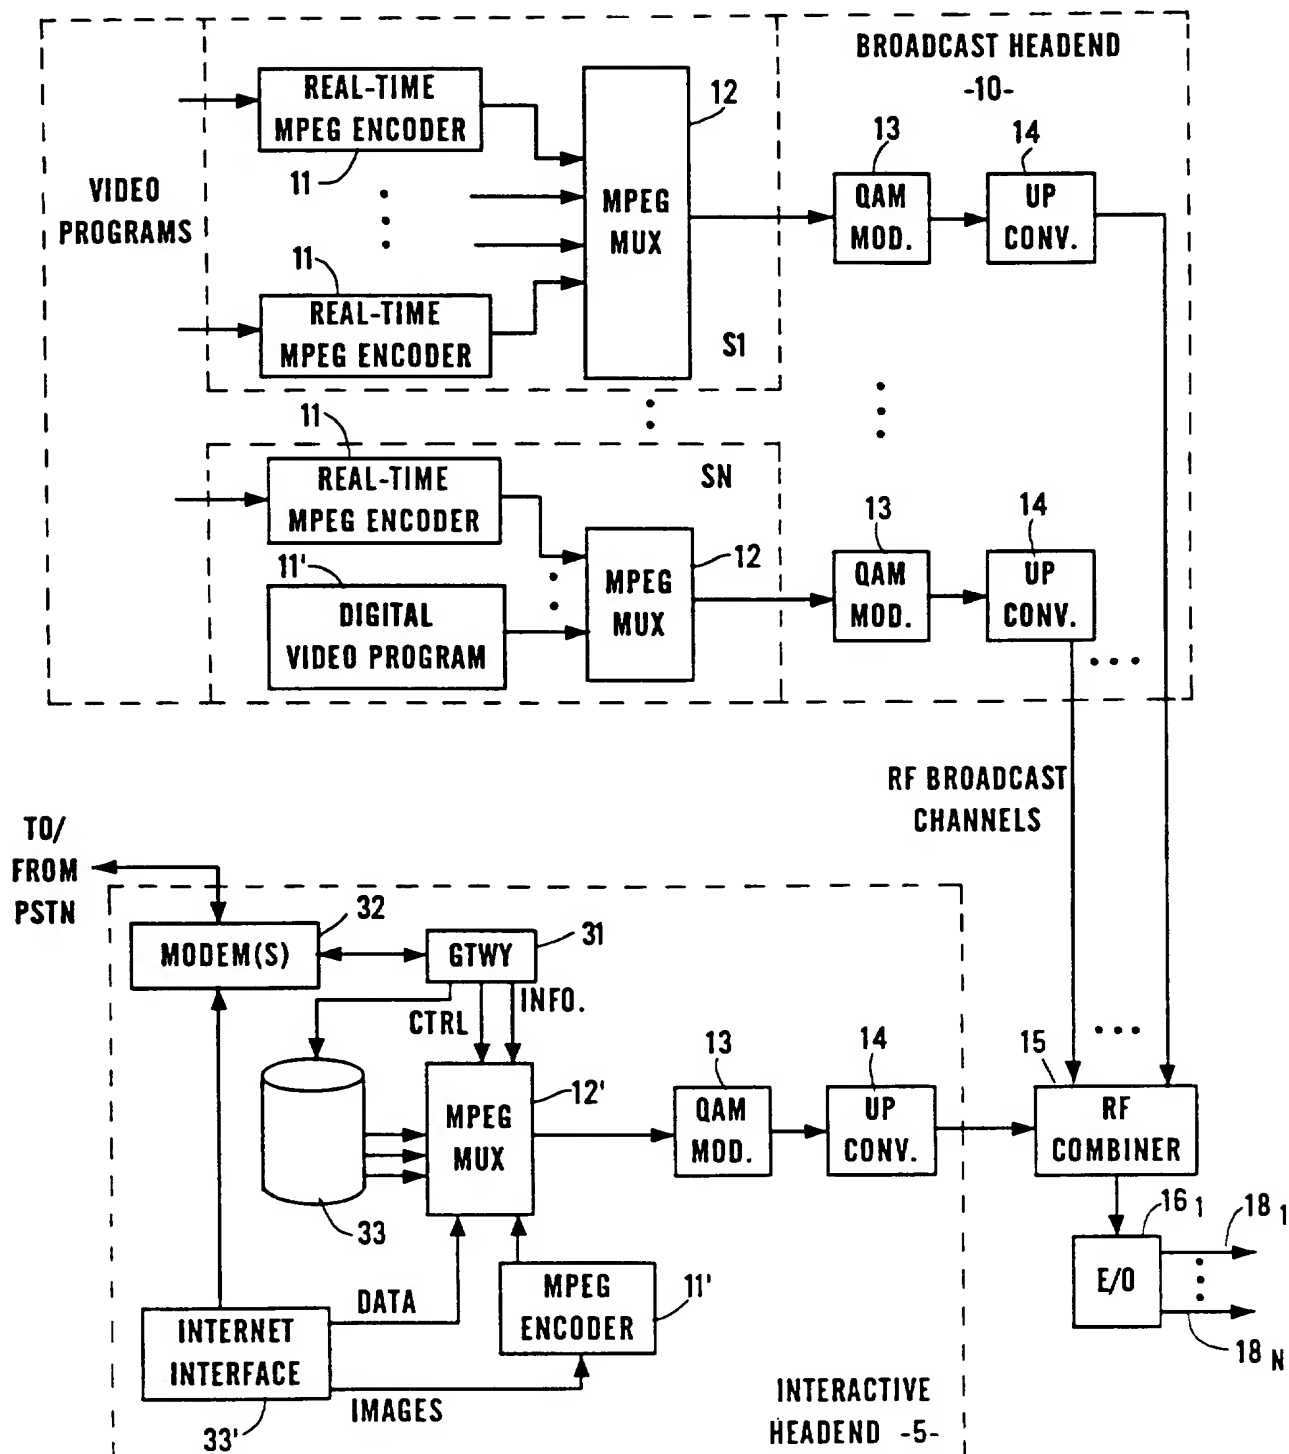 BROADCAST HEADEND
-10-
REAL-TIME
MPEG ENCODER
11
12
13
14
VIDEO
PROGRAMS
MPEG
MUX
QAM
MOD.
UP
CONV.
11
REAL-TIME
MPEG ENCODER
S1
11
REAL-TIME
MPEG ENCODER
SN
13
14
11'
DIGITAL
VIDEO PROGRAM
MPEG
MUX
12
QAM
MOD.
UP
CONV.
RF BROADCAST
CHANNELS
TO/
FROM
PSTN
32
MODEM(S)
GTWY
31
CTRL
INFO.
12'
MPEG
MUX
13
QAM
MOD.
14
UP
CONV.
15
RF
COMBINER
33
16 1
18 1
E/O
18 N
DATA
MPEG
ENCODER
11'
INTERNET
INTERFACE
33'
IMAGES
INTERACTIVE
HEADEND -5-